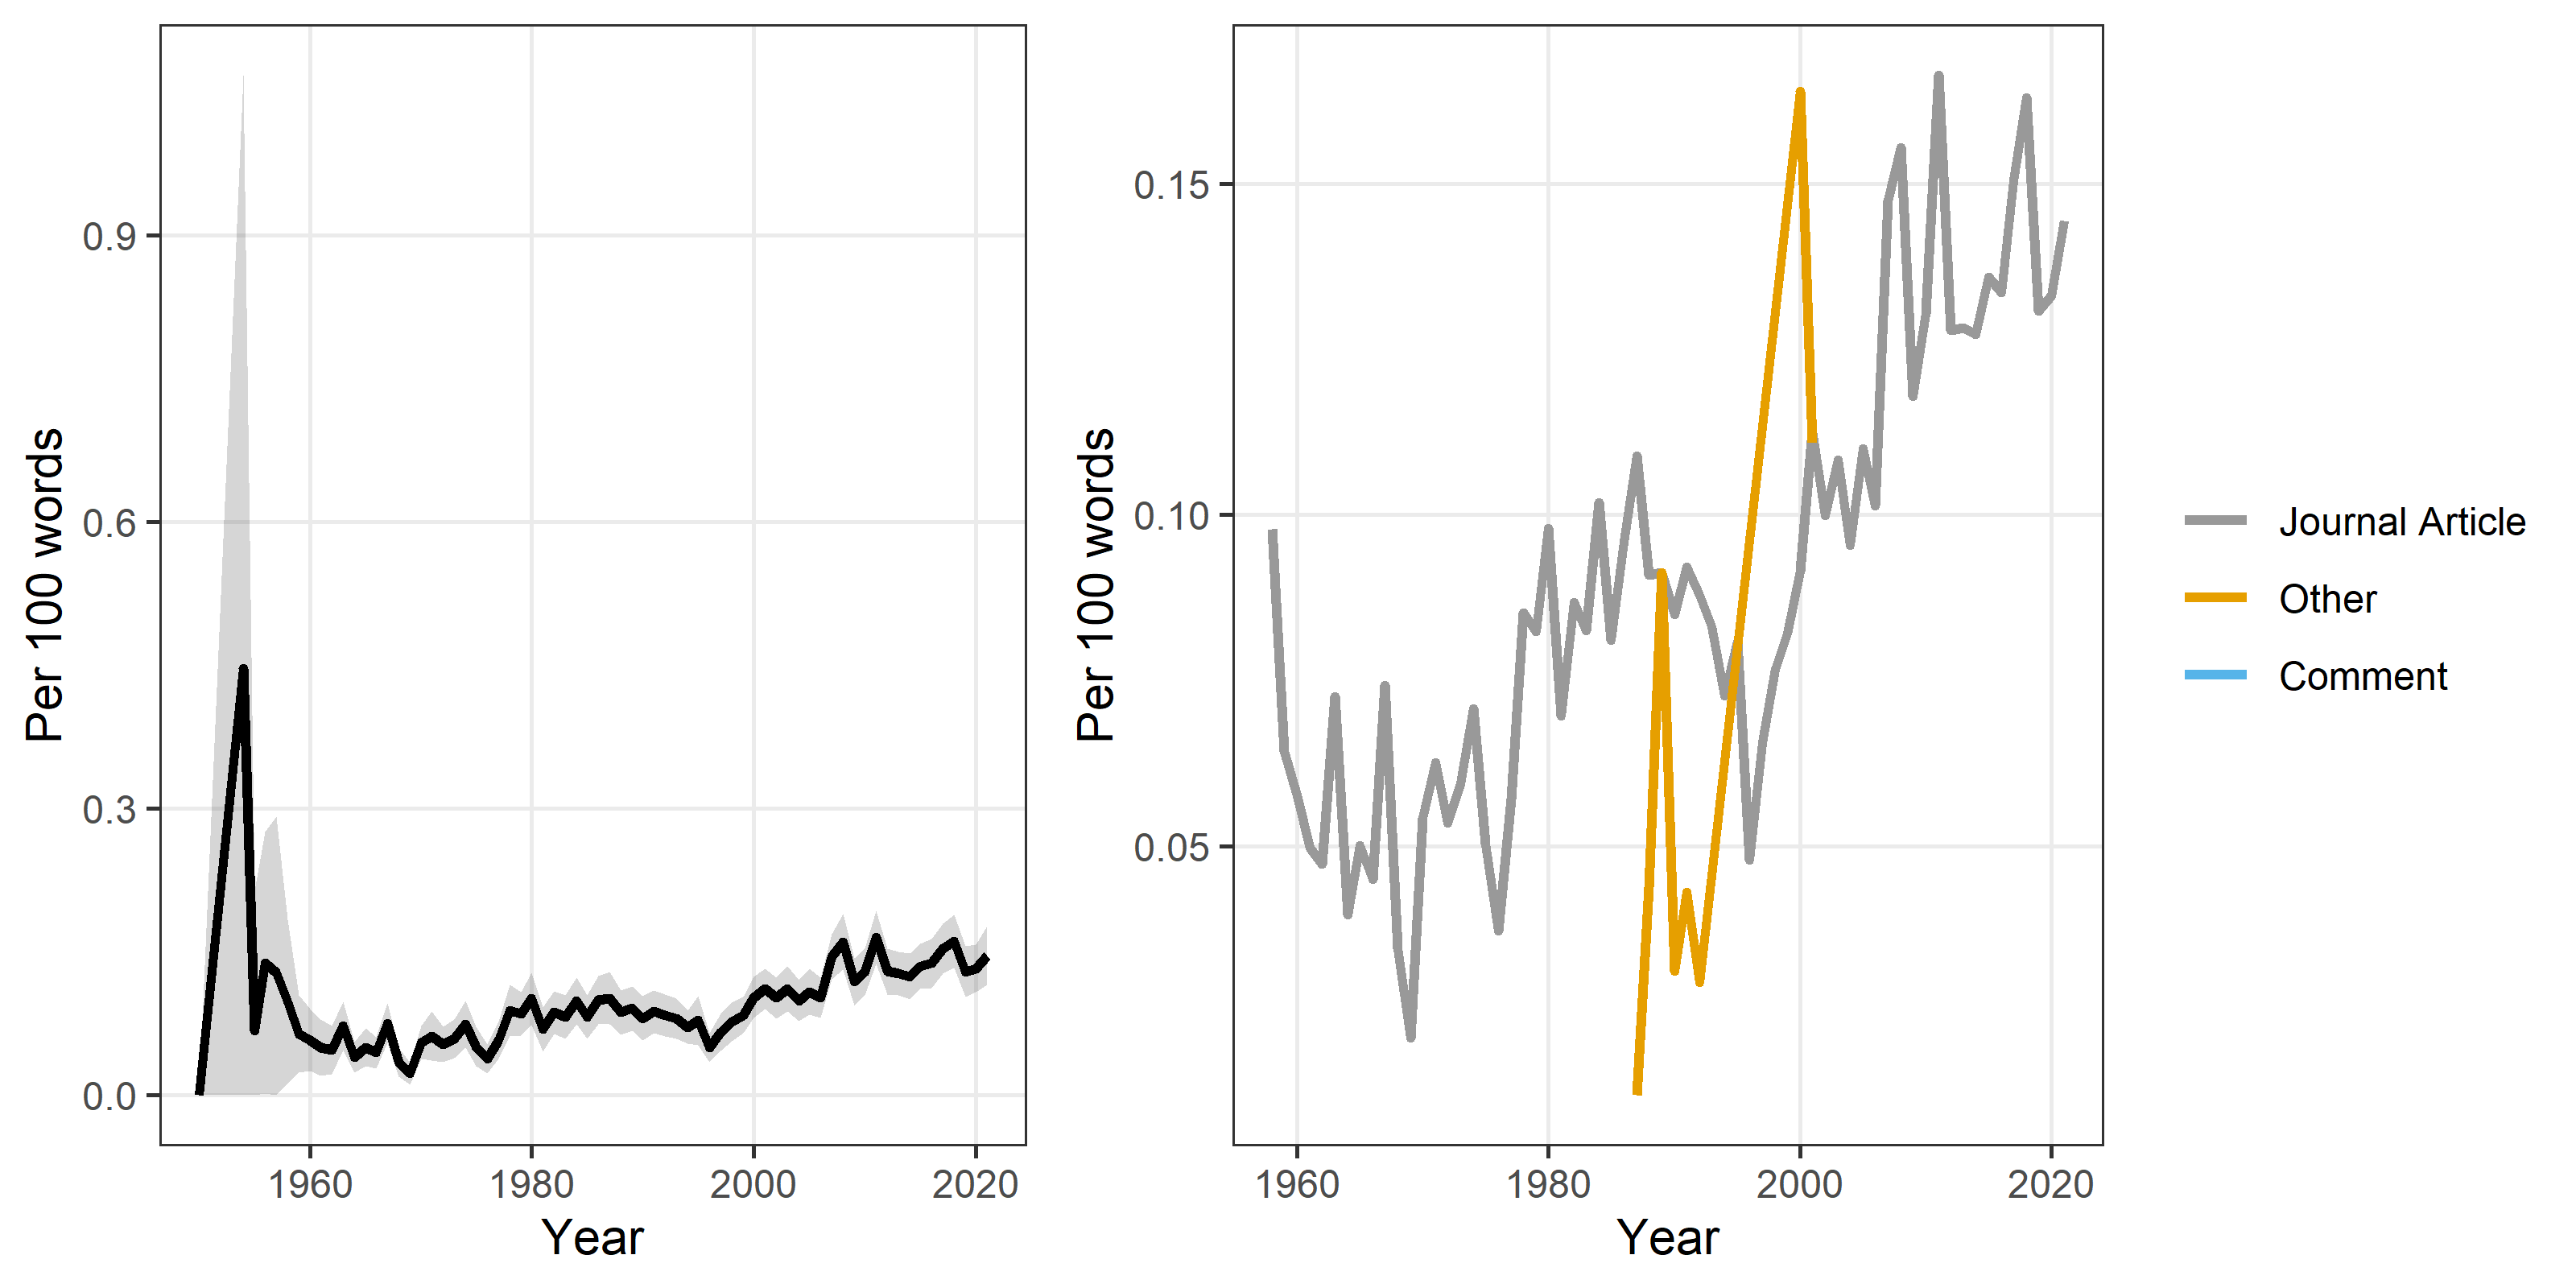 Per 100 words
0.9
0.6
0.3
0.0
1960 1980 2000 2020
Year
Per 100 words
0.15
0.10
0.05
1960 1980 2000 2020
Year
Journal Article
Other
Comment